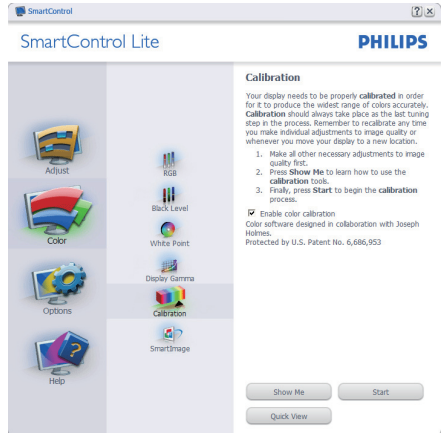 SmartControl
SmartControl Lite
PHILIPS
Adjust
Color
Options
Help
RGB
Black Level
White Point
Display Gamma
Calibration
SmartImage
Calibration
Your display needs to be properly calibrated in order
for it to produce the widest range of colors accurately.
Calibration should always take place as the last tuning
step in the process. Remember to recalibrate any time
you make individual adjustments to image quality or
whenever you move your display to a new location.
1. Make all other necessary adjustments to image
quality first.
2. Press Show Me to learn how to use the
calibration tools.
3. Finally, press Start to begin the calibration
process.
Enable color calibration
Color software designed in collaboration with Joseph
Holmes.
Protected by U.S. Patent No. 6,686,953
Show Me
Start
Quick View